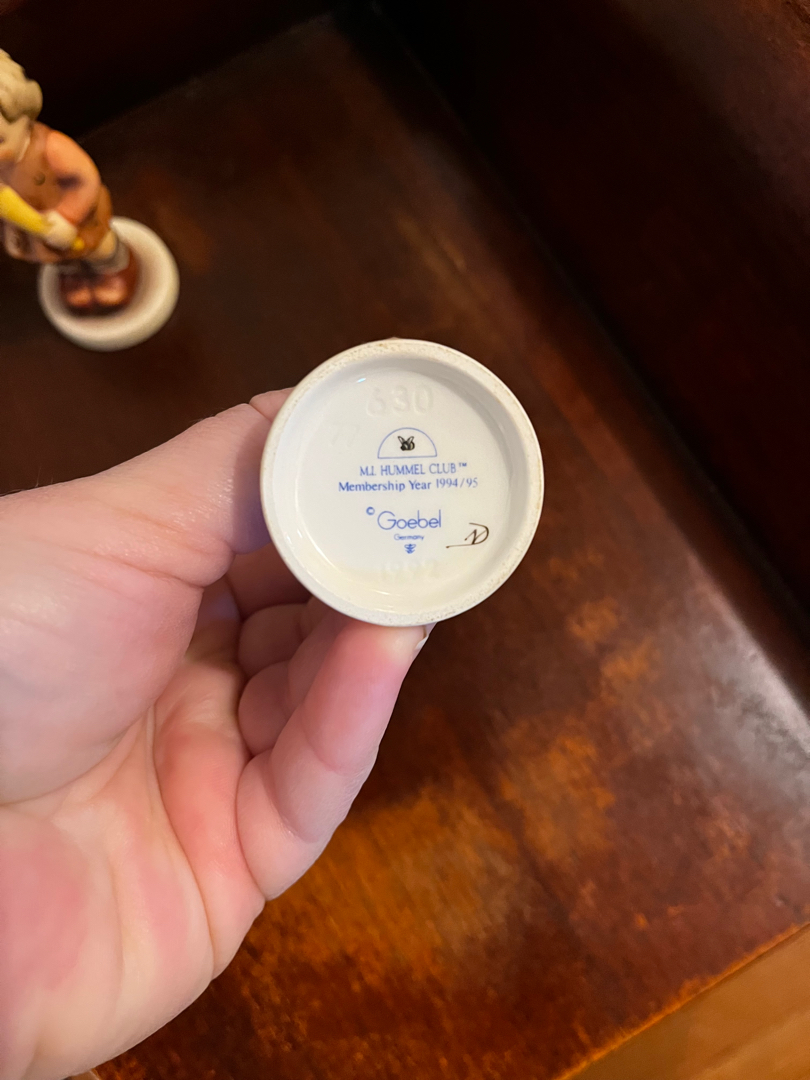 630
M.I. HUMMEL CLUB™
Membership Year 1994/95
© Goebel
Germany